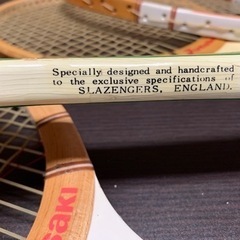 Specially designed and handcrafted
to the exclusive specifications of
SLAZENGERS, ENGLAND.